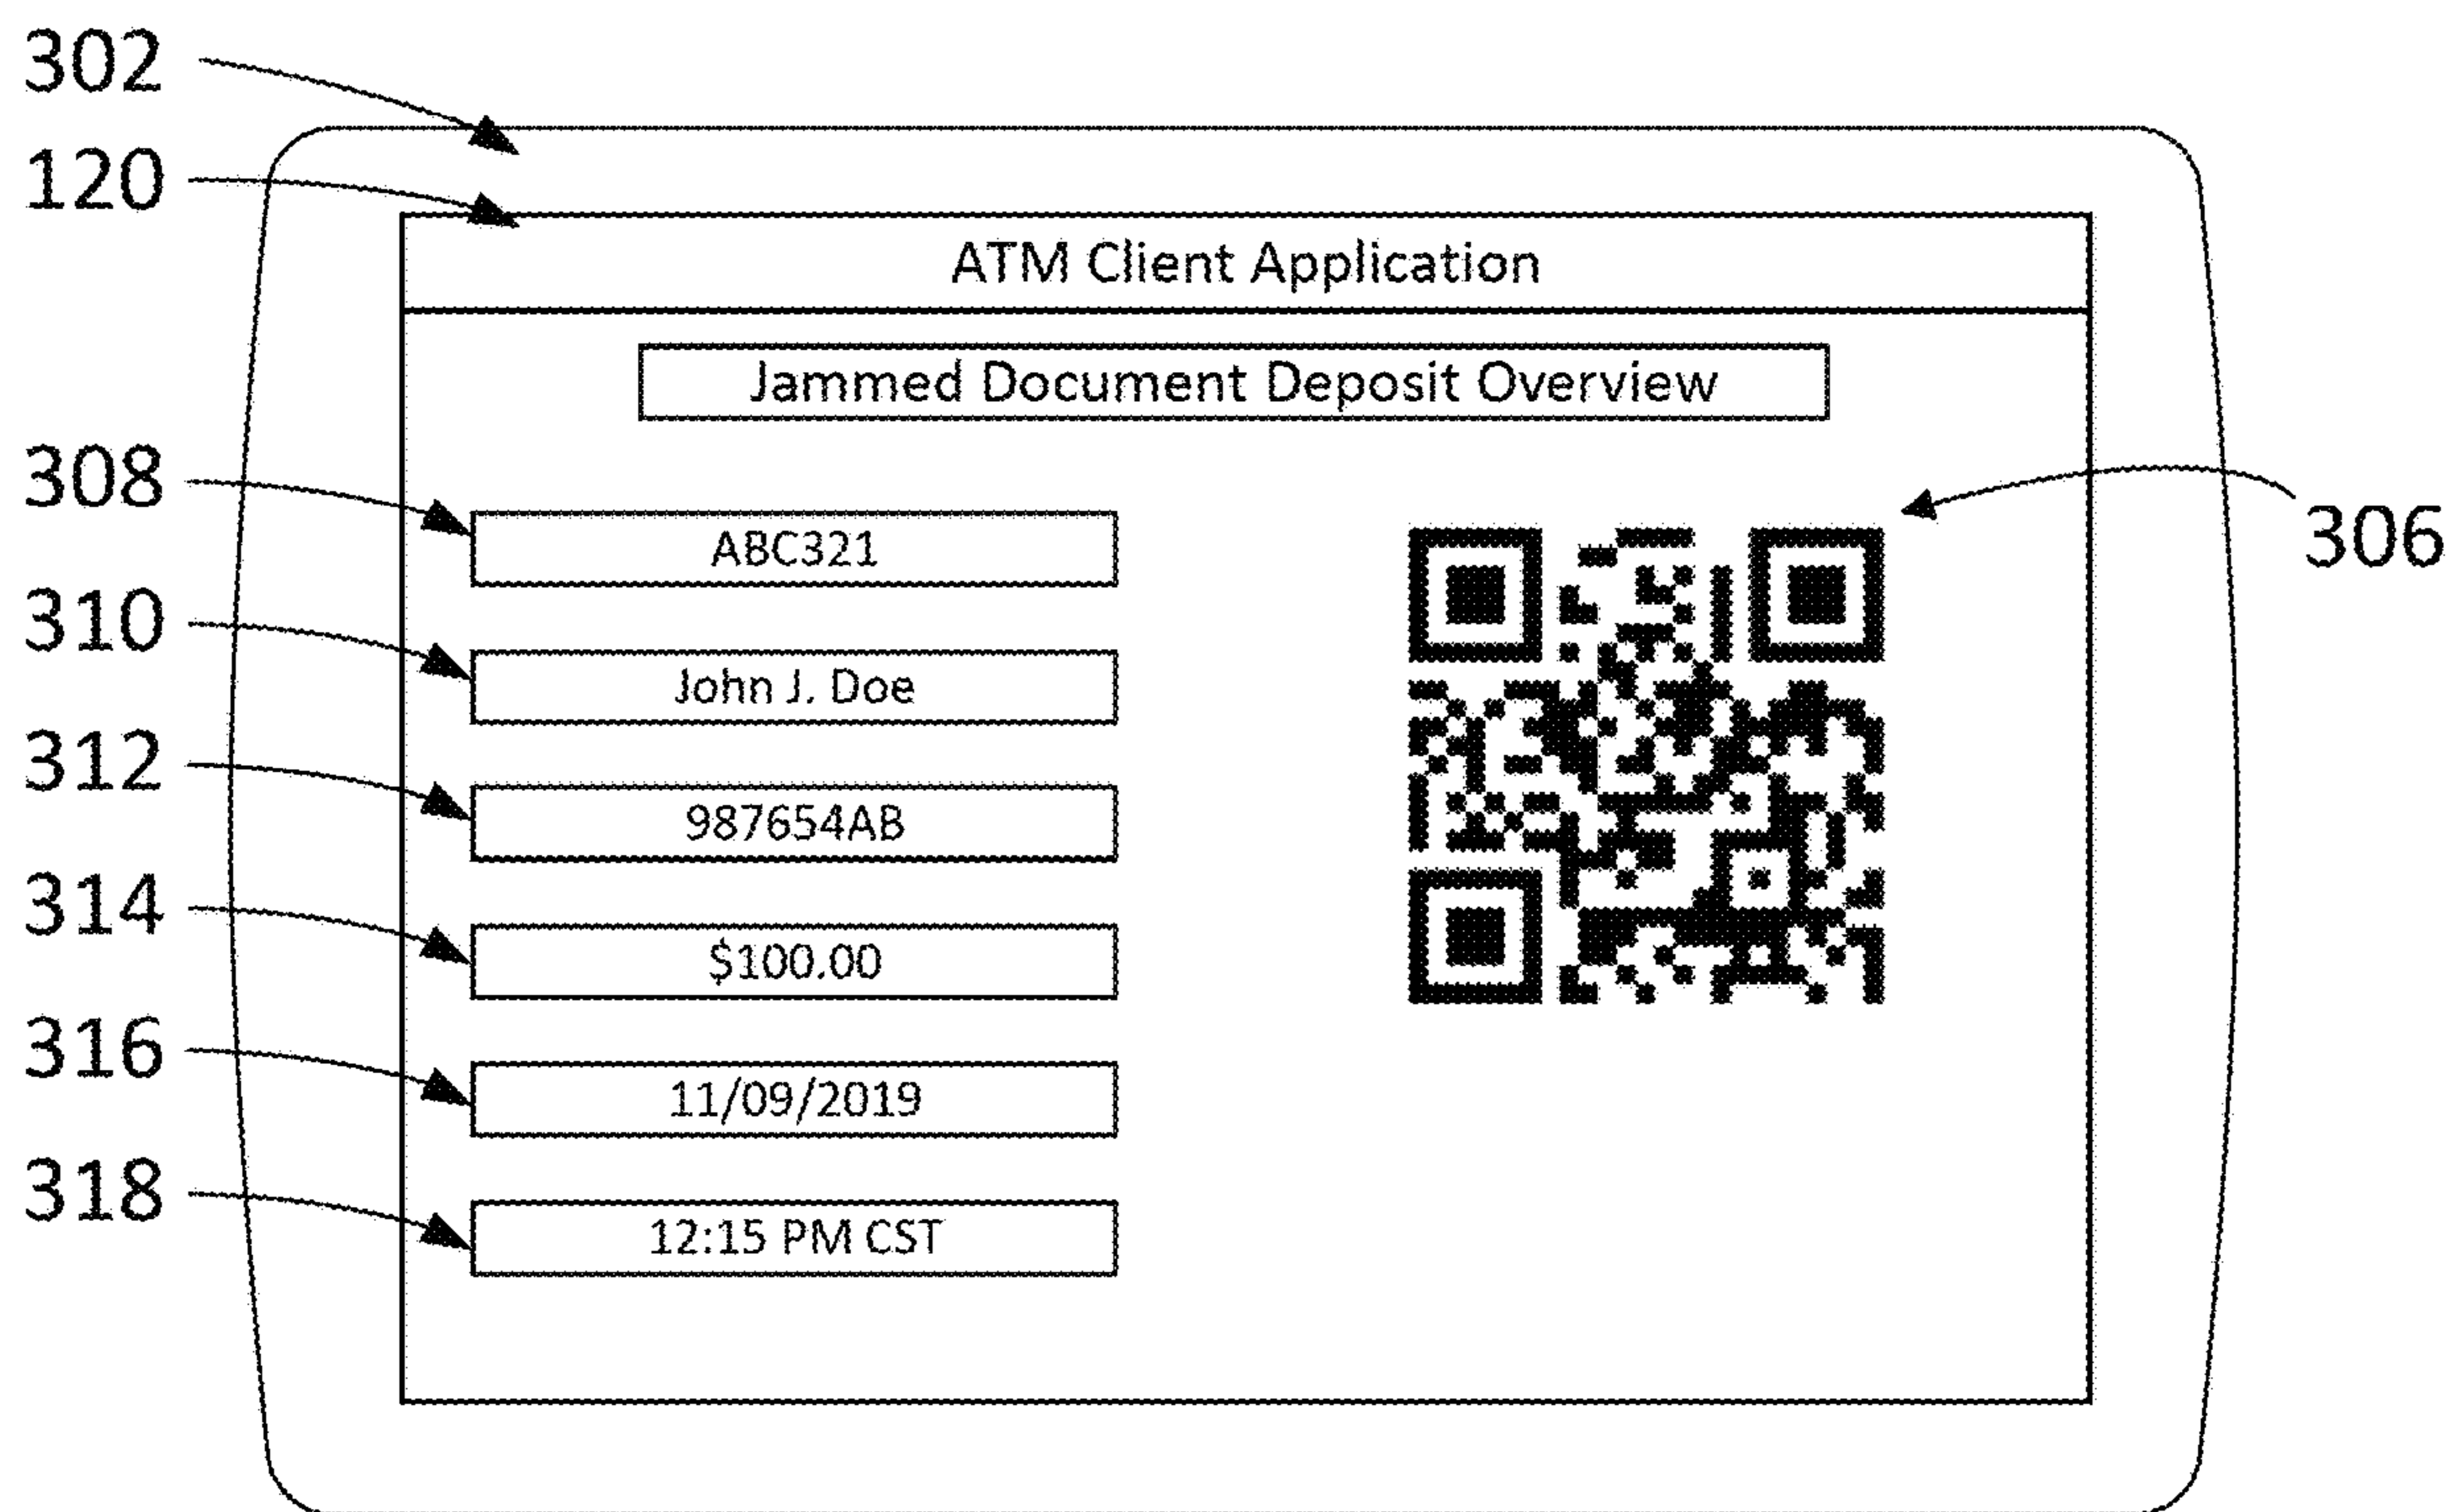 302
120
ATM Client Application
Jammed Document Deposit Overview
308
ABC321
306
310
John J. Doe
312
987654AB
314
$100.00
316
11/09/2019
318
12:15 PM CST